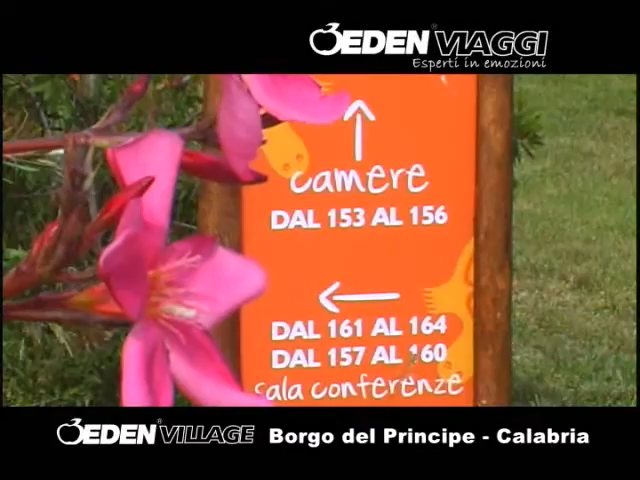 EDEN® VIAGGI
Esperti in emozioni
camere
DAL 153 AL 156
DAL 161 AL 164
DAL 157 AL 160
sala conferenze
EDEN® VILLAGE Borgo del Principe - Calabria